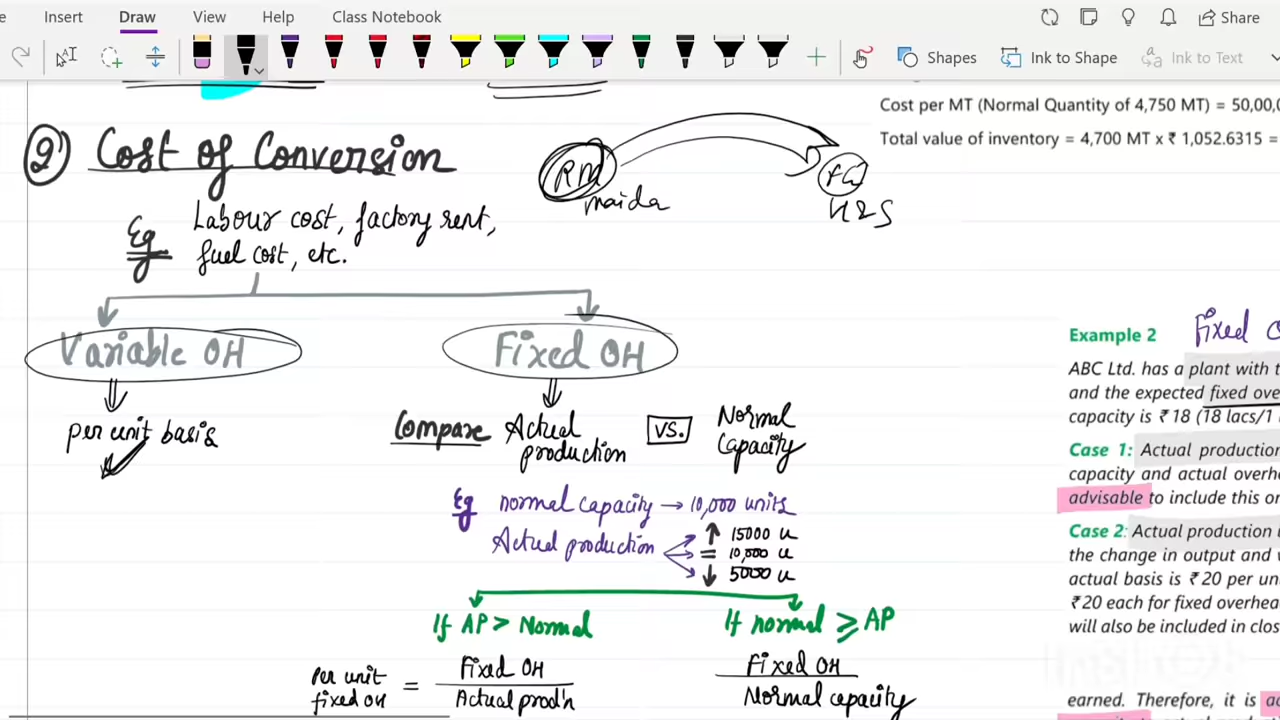 Insert Draw View Help Class Notebook Share
Shapes Ink to Shape Ink to Text
Cost per MT (Normal Quantity of 4,750 MT) = 50,00,
Total value of inventory = 4,700 MT x ₹ 1,052.6315 =
2) Cost of Conversion
RM
maida
FG
Eg Labour cost, factory rent,
fuel cost, etc.
Variable OH Fixed OH
per unit basis
Compare Actual production vs. Normal Capacity
Eg normal capacity → 10,000 units
Actual production
↑ 15000 u
= 10,000 u
↓ 5000 u
If AP > Normal If normal ≥ AP
Per unit fixed OH = Fixed OH / Actual prod'n
Fixed OH / Normal capacity
Example 2 Fixed
ABC Ltd. has a plant with t
and the expected fixed ove
capacity is ₹ 18 (18 lacs/1
Case 1: Actual production
capacity and actual overhe
advisable to include this or
Case 2: Actual production
the change in output and
actual basis is ₹ 20 per un
₹ 20 each for fixed overhea
will also be included in clos
earned. Therefore, it is